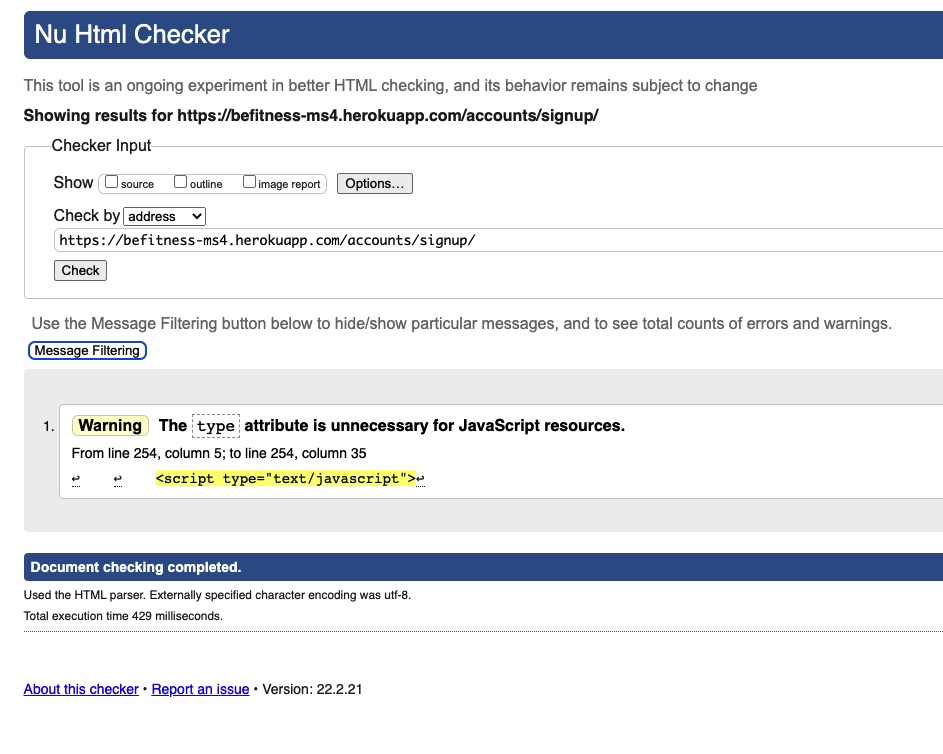 Nu Html Checker
This tool is an ongoing experiment in better HTML checking, and its behavior remains subject to change
Showing results for https://befitness-ms4.herokuapp.com/accounts/signup/
Checker Input
Show source outline image report Options...
Check by address
https://befitness-ms4.herokuapp.com/accounts/signup/
Check
Use the Message Filtering button below to hide/show particular messages, and to see total counts of errors and warnings.
Message Filtering
1. Warning The type attribute is unnecessary for JavaScript resources.
From line 254, column 5; to line 254, column 35
↩ ↩ <script type="text/javascript">↩
Document checking completed.
Used the HTML parser. Externally specified character encoding was utf-8.
Total execution time 429 milliseconds.
About this checker • Report an issue • Version: 22.2.21